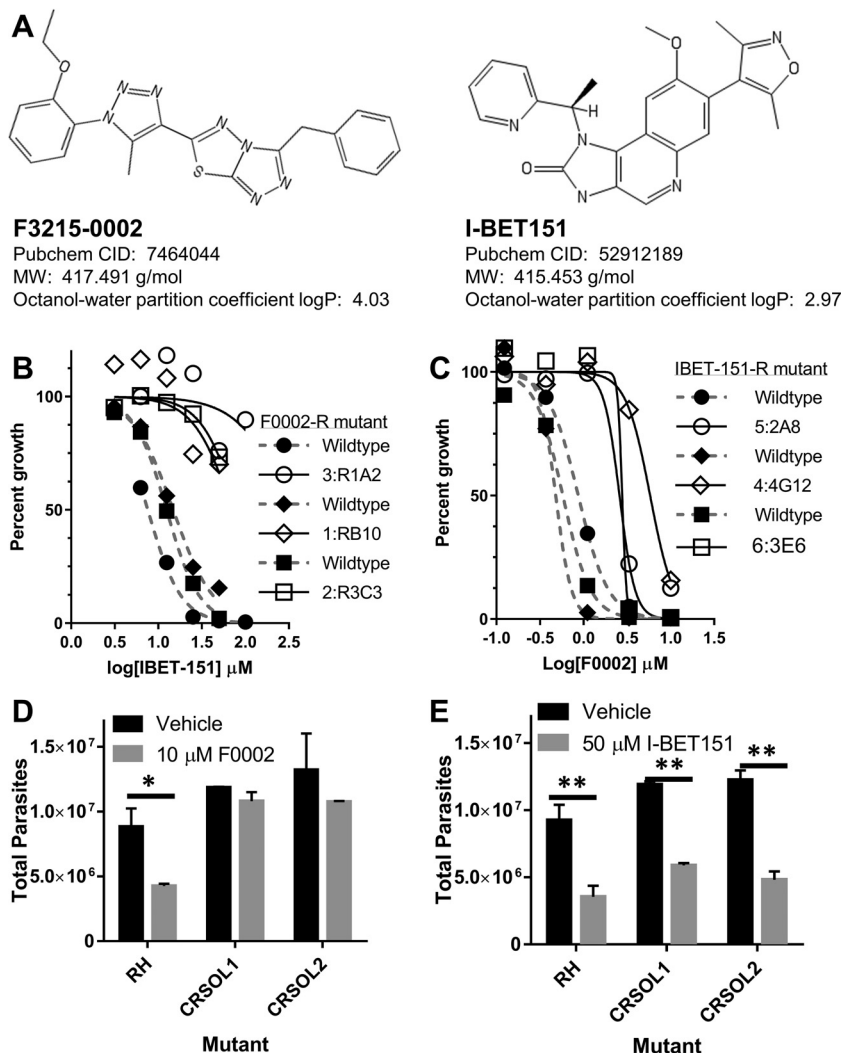 A
F3215-0002
Pubchem CID: 7464044
MW: 417.491 g/mol
Octanol-water partition coefficient logP: 4.03
I-BET151
Pubchem CID: 52912189
MW: 415.453 g/mol
Octanol-water partition coefficient logP: 2.97
O
N
N
N
N
N
S
N
N
N
O
N
O
H
N
N
O
N
H
N
B
Percent growth
100
50
0
0.0 0.5 1.0 1.5 2.0 2.5
log[IBET-151] μM
F0002-R mutant
Wildtype
3:R1A2
Wildtype
1:RB10
Wildtype
2:R3C3
C
Percent growth
100
50
0
-1.0 -0.5 0.0 0.5 1.0 1.5
Log[F0002] μM
IBET-151-R mutant
Wildtype
5:2A8
Wildtype
4:4G12
Wildtype
6:3E6
D
Vehicle
10 μM F0002
Total Parasites
1.5×10⁷
1.0×10⁷
5.0×10⁶
0
*
RH
CRSOL1
CRSOL2
Mutant
E
Vehicle
50 μM I-BET151
Total Parasites
1.5×10⁷
1.0×10⁷
5.0×10⁶
0
**
**
**
RH
CRSOL1
CRSOL2
Mutant